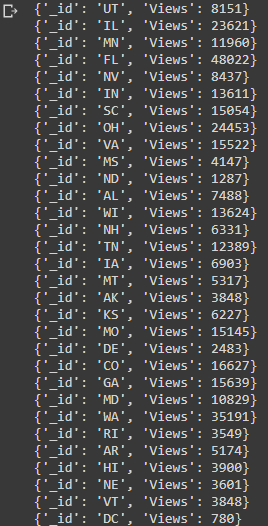 {'_id': 'UT', 'Views': 8151}
{'_id': 'IL', 'Views': 23621}
{'_id': 'MN', 'Views': 11960}
{'_id': 'FL', 'Views': 48022}
{'_id': 'NV', 'Views': 8437}
{'_id': 'IN', 'Views': 13611}
{'_id': 'SC', 'Views': 15054}
{'_id': 'OH', 'Views': 24453}
{'_id': 'VA', 'Views': 15522}
{'_id': 'MS', 'Views': 4147}
{'_id': 'ND', 'Views': 1287}
{'_id': 'AL', 'Views': 7488}
{'_id': 'WI', 'Views': 13624}
{'_id': 'NH', 'Views': 6331}
{'_id': 'TN', 'Views': 12389}
{'_id': 'IA', 'Views': 6903}
{'_id': 'MT', 'Views': 5317}
{'_id': 'AK', 'Views': 3848}
{'_id': 'KS', 'Views': 6227}
{'_id': 'MO', 'Views': 15145}
{'_id': 'DE', 'Views': 2483}
{'_id': 'CO', 'Views': 16627}
{'_id': 'GA', 'Views': 15639}
{'_id': 'MD', 'Views': 10829}
{'_id': 'WA', 'Views': 35191}
{'_id': 'RI', 'Views': 3549}
{'_id': 'AR', 'Views': 5174}
{'_id': 'HI', 'Views': 3900}
{'_id': 'NE', 'Views': 3601}
{'_id': 'VT', 'Views': 3848}
{'_id': 'DC', 'Views': 780}